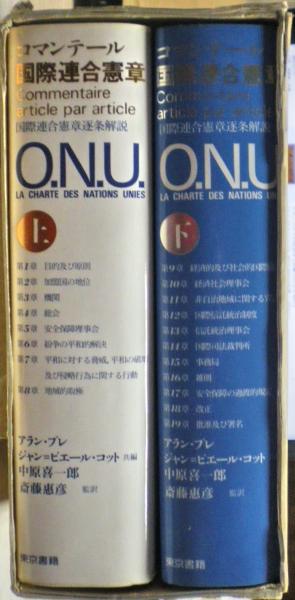 コマンテール
国際連合憲章
Commentaire
article par article
国際連合憲章逐条解説
O.N.U.
LA CHARTE DES NATIONS UNIES
上
第1章 目的及び原則
第2章 加盟国の地位
第3章 機関
第4章 総会
第5章 安全保障理事会
第6章 紛争の平和的解決
第7章 平和に対する脅威、平和の破壊
及び侵略行為に関する行動
第8章 地域的取極
アラン・プレ
ジャン=ピエール・コット 共編
中原喜一郎
斎藤惠彦 監訳
東京書籍
コマンテール
国際連合憲章
Commentaire
article par article
国際連合憲章逐条解説
O.N.U.
LA CHARTE DES NATIONS UNIES
下
第9章 経済的及び社会的国際
第10章 経済社会理事会
第11章 非自治地域に関する
第12章 国際信託統治制度
第13章 信託統治理事会
第14章 国際司法裁判所
第15章 事務局
第16章 雑則
第17章 安全保障の過渡的規定
第18章 改正
第19章 批准及び署名
アラン・プレ
ジャン=ピエール・コット 共編
中原喜一郎
斎藤惠彦 監訳
東京書籍